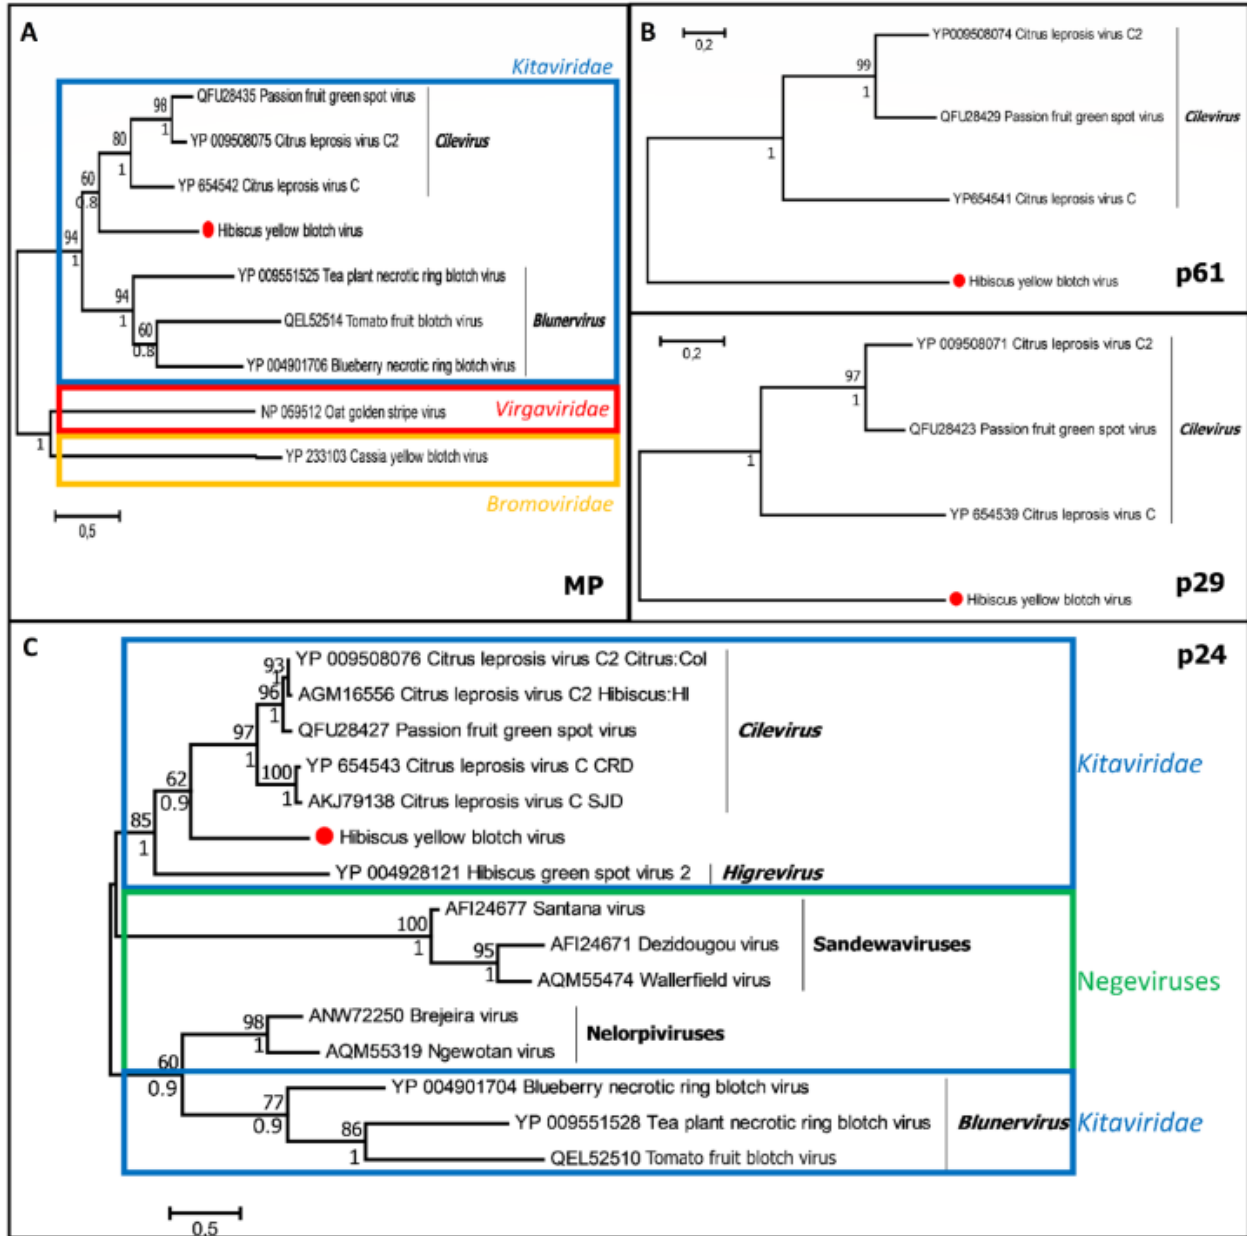 A
Kitaviridae
QFU28435 Passion fruit green spot virus
98
1
YP 009508075 Citrus leprosis virus C2
Cilevirus
80
1
YP 654542 Citrus leprosis virus C
60
0.8
Hibiscus yellow blotch virus
94
1
YP 009551525 Tea plant necrotic ring blotch virus
94
1
QEL52514 Tomato fruit blotch virus
Blunervirus
60
0.8
YP 004901706 Blueberry necrotic ring blotch virus
NP 059512 Oat golden stripe virus
Virgaviridae
1
YP 233103 Cassia yellow blotch virus
Bromoviridae
0,5
MP
B
0,2
YP009508074 Citrus leprosis virus C2
99
1
QFU28429 Passion fruit green spot virus
Cilevirus
1
YP654541 Citrus leprosis virus C
Hibiscus yellow blotch virus
p61
0,2
YP 009508071 Citrus leprosis virus C2
97
1
QFU28423 Passion fruit green spot virus
Cilevirus
1
YP 654539 Citrus leprosis virus C
p29
Hibiscus yellow blotch virus
C
p24
YP 009508076 Citrus leprosis virus C2 Citrus:Col
93
1
AGM16556 Citrus leprosis virus C2 Hibiscus:HI
96
1
QFU28427 Passion fruit green spot virus
Cilevirus
97
1
YP 654543 Citrus leprosis virus C CRD
100
1
AKJ79138 Citrus leprosis virus C SJD
Kitaviridae
62
0.9
Hibiscus yellow blotch virus
85
1
YP 004928121 Hibiscus green spot virus 2
Higrevirus
AFI24677 Santana virus
100
1
AFI24671 Dezidougou virus
Sandewaviruses
95
1
AQM55474 Wallerfield virus
Negeviruses
ANW72250 Brejeira virus
98
1
Nelorpiviruses
AQM55319 Ngewotan virus
60
0.9
YP 004901704 Blueberry necrotic ring blotch virus
77
0.9
YP 009551528 Tea plant necrotic ring blotch virus
Blunervirus
Kitaviridae
86
1
QEL52510 Tomato fruit blotch virus
0.5